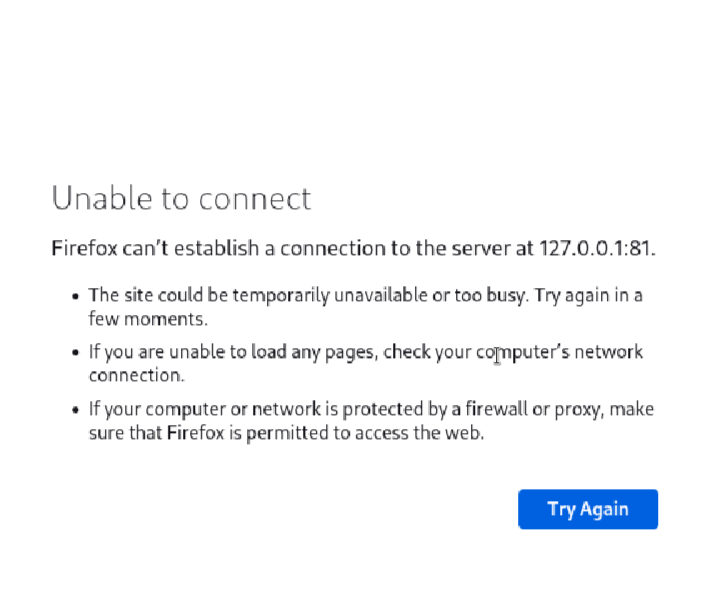 Unable to connect
Firefox can’t establish a connection to the server at 127.0.0.1:81.
• The site could be temporarily unavailable or too busy. Try again in a
few moments.
• If you are unable to load any pages, check your computer’s network
connection.
• If your computer or network is protected by a firewall or proxy, make
sure that Firefox is permitted to access the web.
Try Again